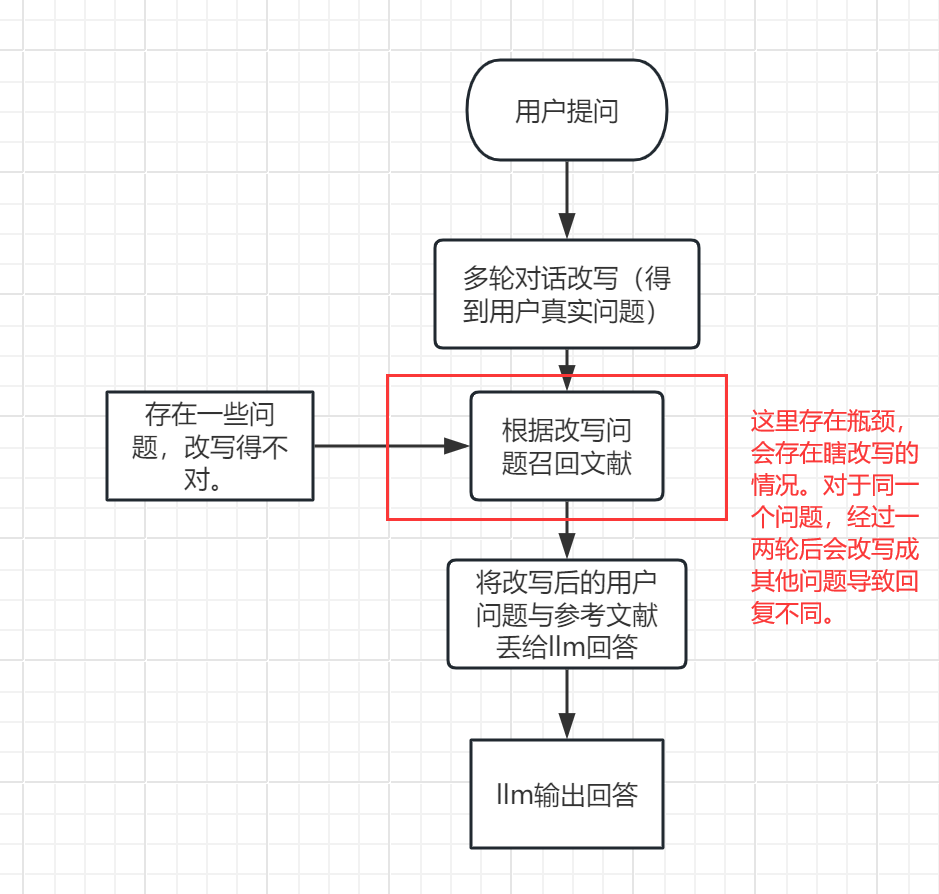 用户提问
多轮对话改写（得
到用户真实问题）
存在一些问
题，改写得不
对。
根据改写问
题召回文献
这里存在瓶颈，
会存在瞎改写的
情况。对于同一
个问题，经过一
两轮后会改写成
其他问题导致回
复不同。
将改写后的用户
问题与参考文献
丢给llm回答
llm输出回答